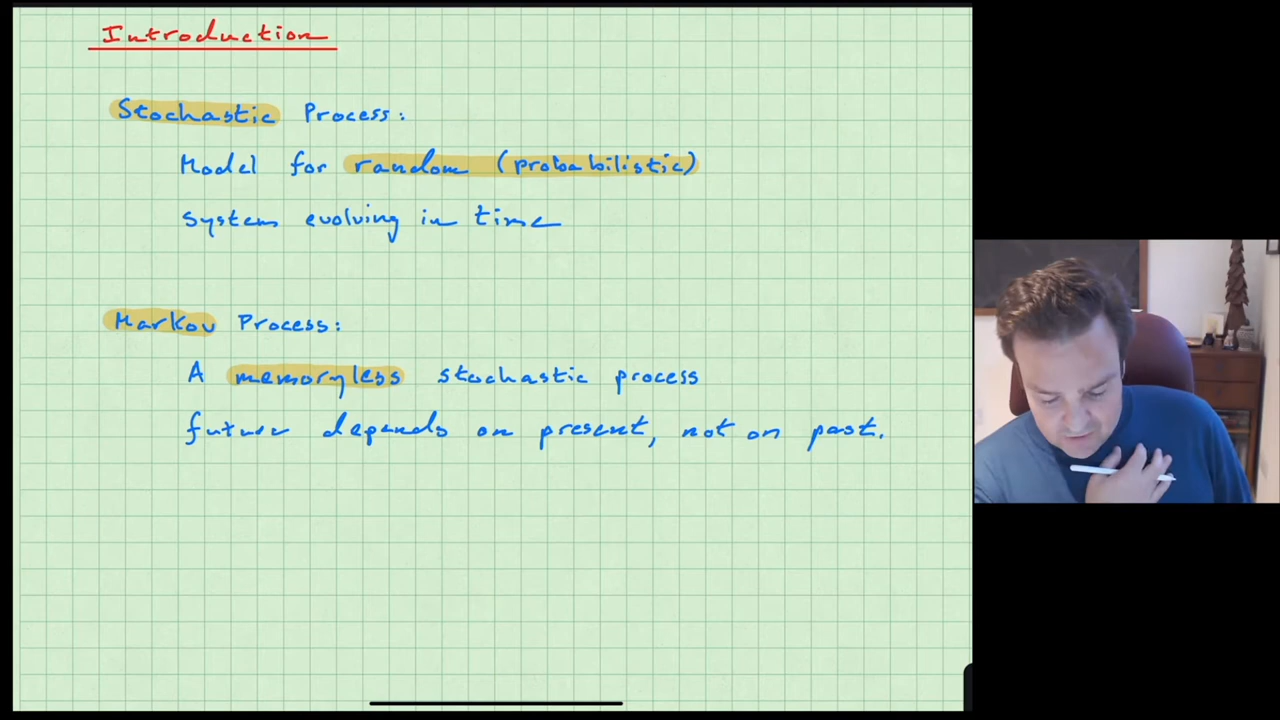 Introduction
Stochastic Process:
Model for random (probabilistic)
system evolving in time
Markov Process:
A memoryless stochastic process
future depends on present, not on past.